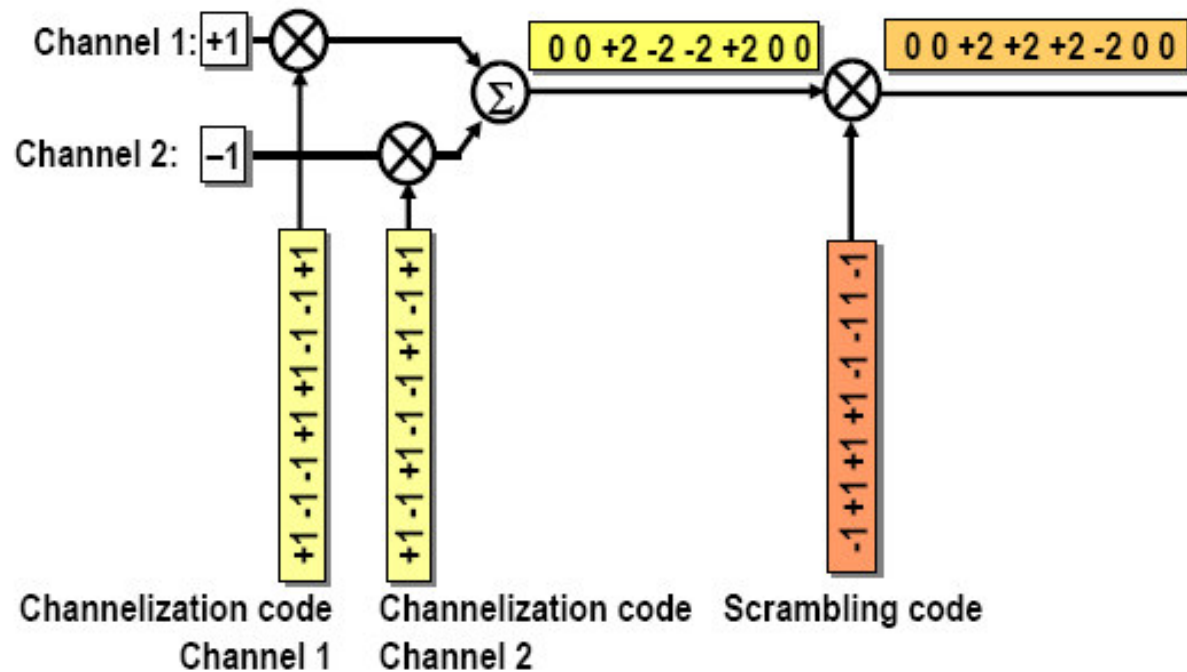 Channel 1: +1
0 0 +2 -2 -2 +2 0 0
0 0 +2 +2 +2 -2 0 0
Σ
Channel 2: –1
+1 -1 -1 +1 +1 -1 -1 +1
+1 -1 +1 -1 -1 +1 -1 +1
-1 +1 +1 +1 -1 -1 1 -1
Channelization code
Channel 1
Channelization code
Channel 2
Scrambling code